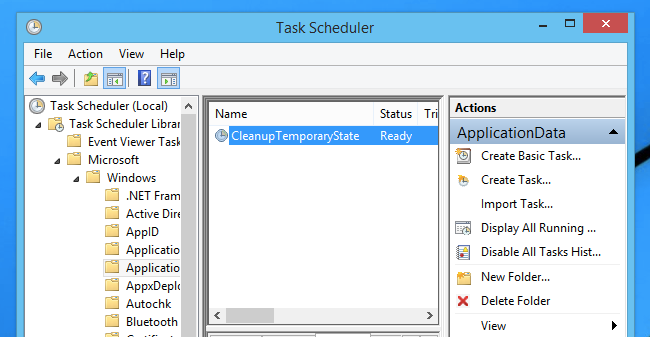 Task Scheduler
File Action View Help
Task Scheduler (Local)
Task Scheduler Librar
Event Viewer Task
Microsoft
Windows
.NET Fram
Active Dire
AppID
Applicatio
Applicatio
AppxDeplo
Autochk
Bluetooth
Name Status Tri
CleanupTemporaryState Ready
Actions
ApplicationData
Create Basic Task...
Create Task...
Import Task...
Display All Running ...
Disable All Tasks Hist...
New Folder...
Delete Folder
View